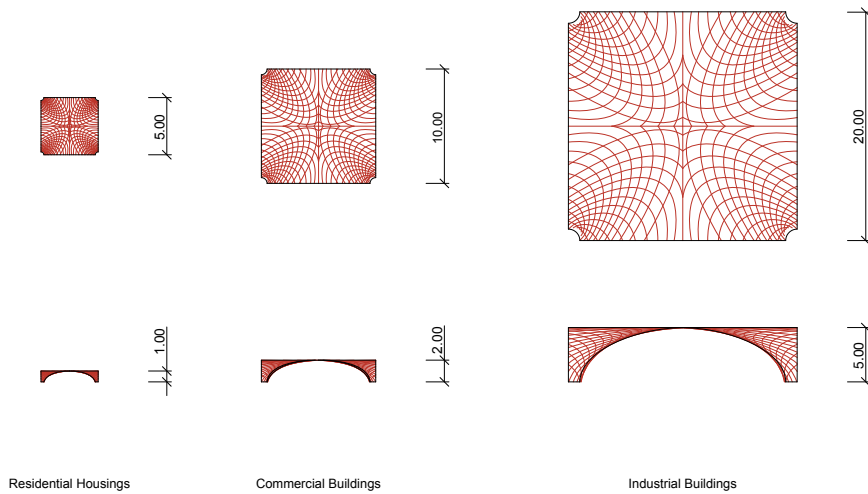 5.00
10.00
20.00
1.00
2.00
5.00
Residential Housings
Commercial Buildings
Industrial Buildings